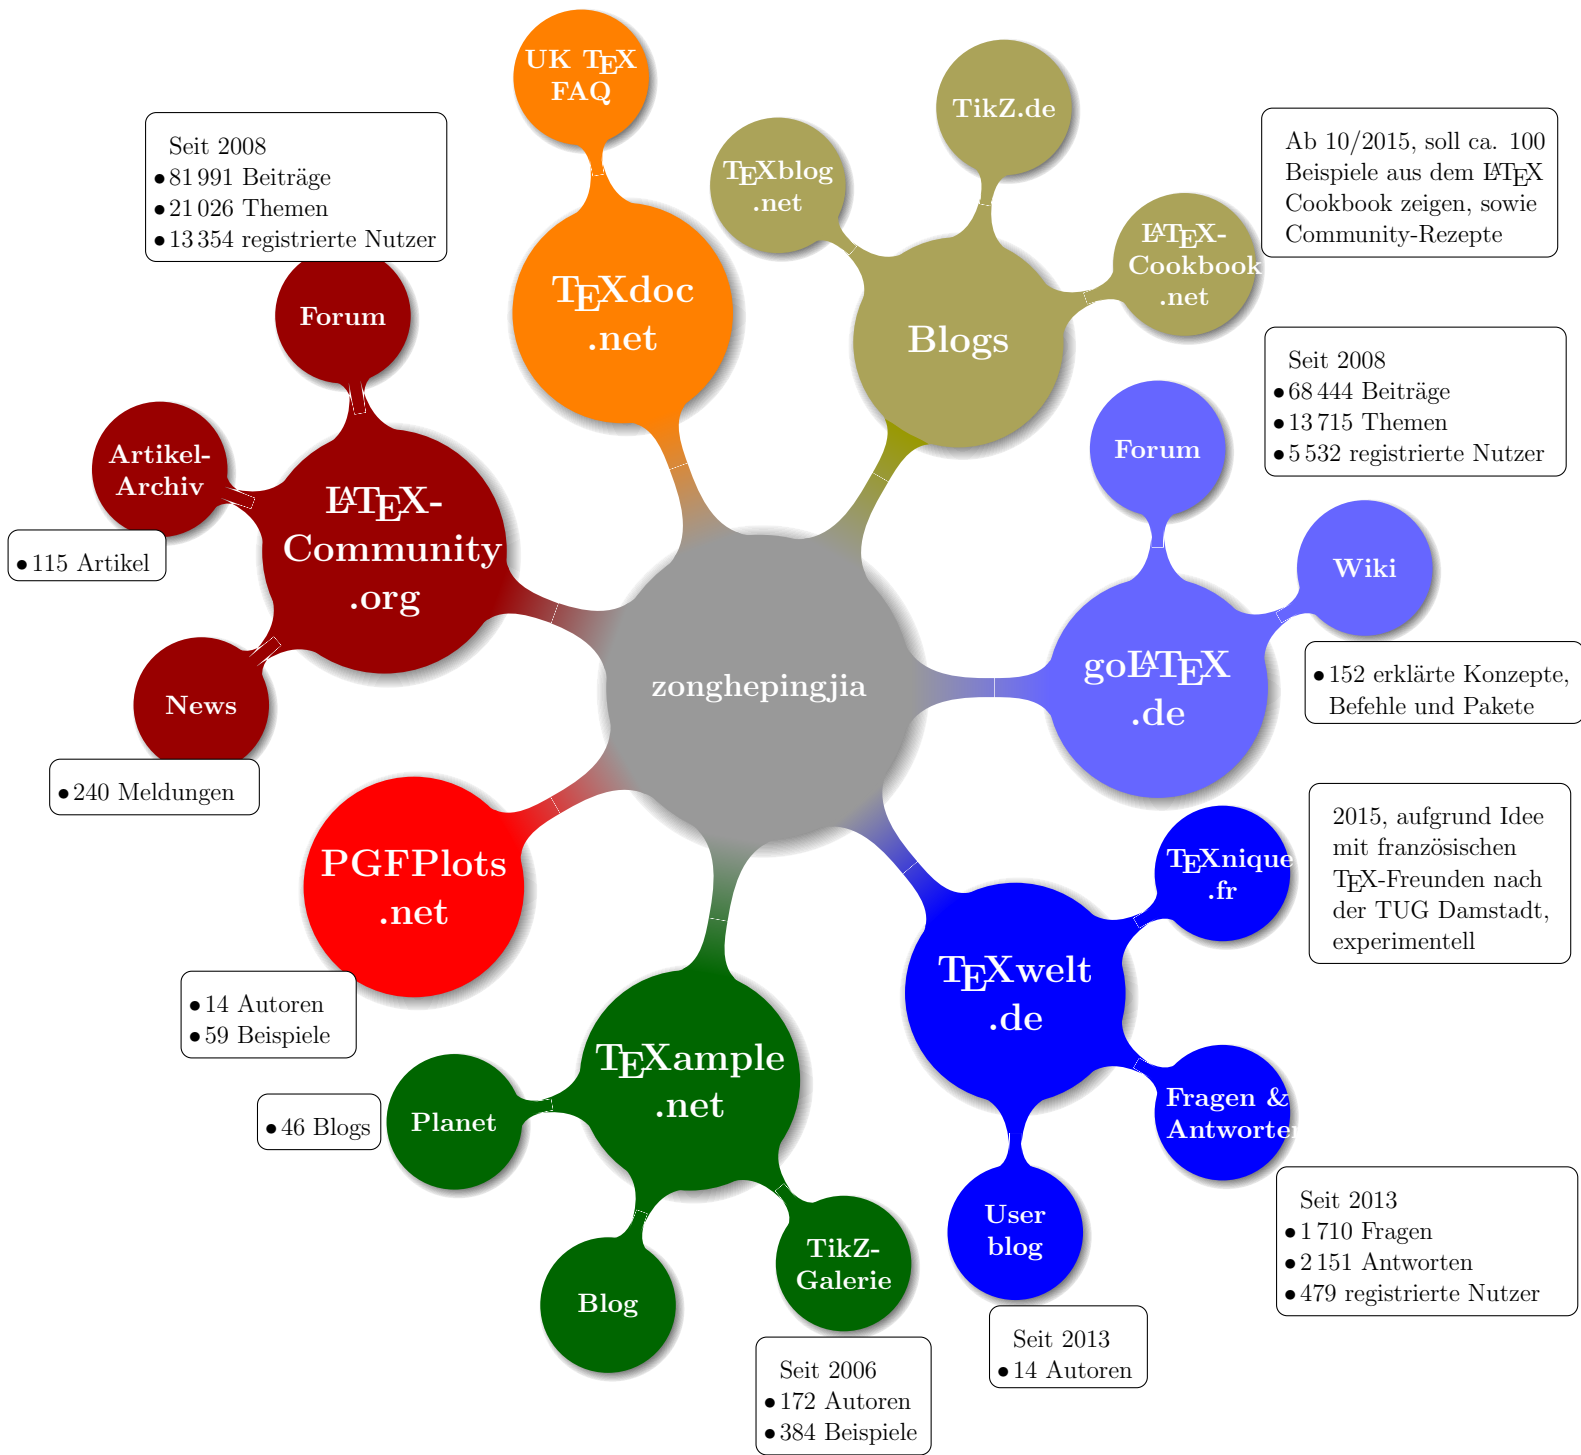 UK TEX
FAQ
TikZ.de
TEXblog
.net
LATEX-
Cookbook
.net
Ab 10/2015, soll ca. 100
Beispiele aus dem LATEX
Cookbook zeigen, sowie
Community-Rezepte
Seit 2008
• 81 991 Beiträge
• 21 026 Themen
• 13 354 registrierte Nutzer
Forum
TEXdoc
.net
Blogs
Seit 2008
• 68 444 Beiträge
• 13 715 Themen
• 5 532 registrierte Nutzer
Forum
Artikel-
Archiv
• 115 Artikel
LATEX-
Community
.org
Wiki
• 152 erklärte Konzepte,
Befehle und Pakete
goLATEX
.de
zonghepingjia
News
• 240 Meldungen
PGFPlots
.net
• 14 Autoren
• 59 Beispiele
TEXnique
.fr
2015, aufgrund Idee
mit französischen
TEX-Freunden nach
der TUG Damstadt,
experimentell
TEXwelt
.de
TEXample
.net
Planet
• 46 Blogs
Fragen &
Antworten
Seit 2013
• 1 710 Fragen
• 2 151 Antworten
• 479 registrierte Nutzer
User
blog
Seit 2013
• 14 Autoren
TikZ-
Galerie
Seit 2006
• 172 Autoren
• 384 Beispiele
Blog